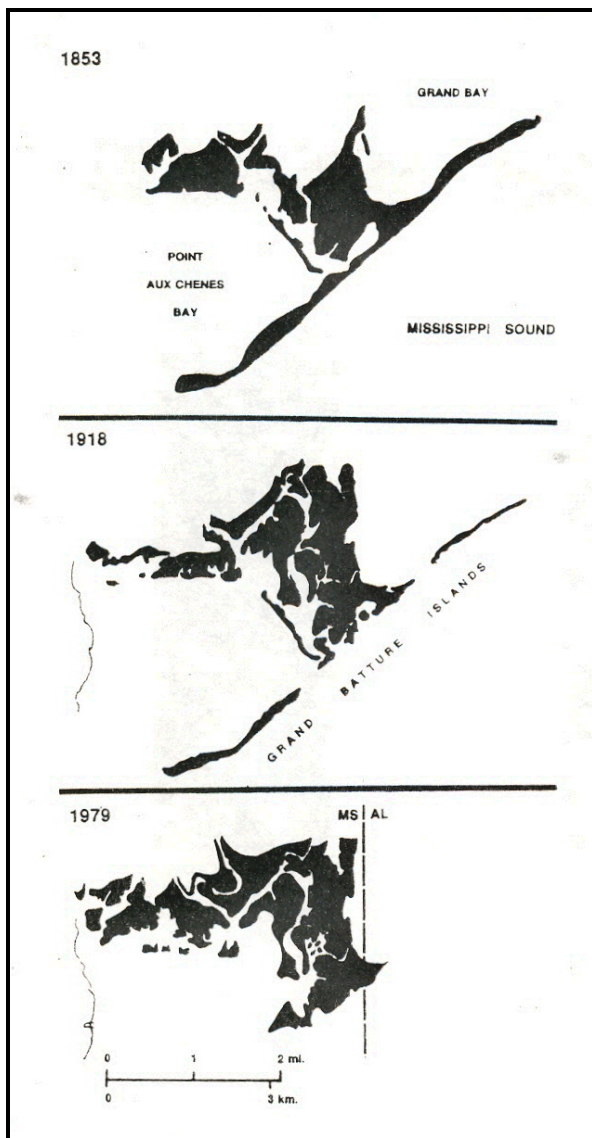 1853
GRAND BAY
POINT
AUX CHENES
BAY
MISSISSIPPI SOUND
1918
GRAND BATTURE ISLANDS
1979
MS AL
0 1 2 mi.
0 3 km.